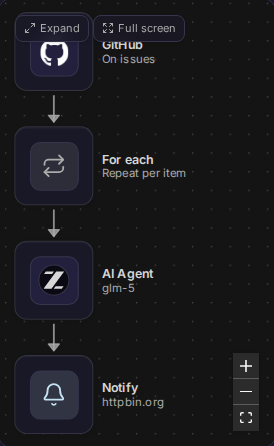 Expand
Full screen
GitHub
On issues
For each
Repeat per item
AI Agent
glm-5
Notify
httpbin.org